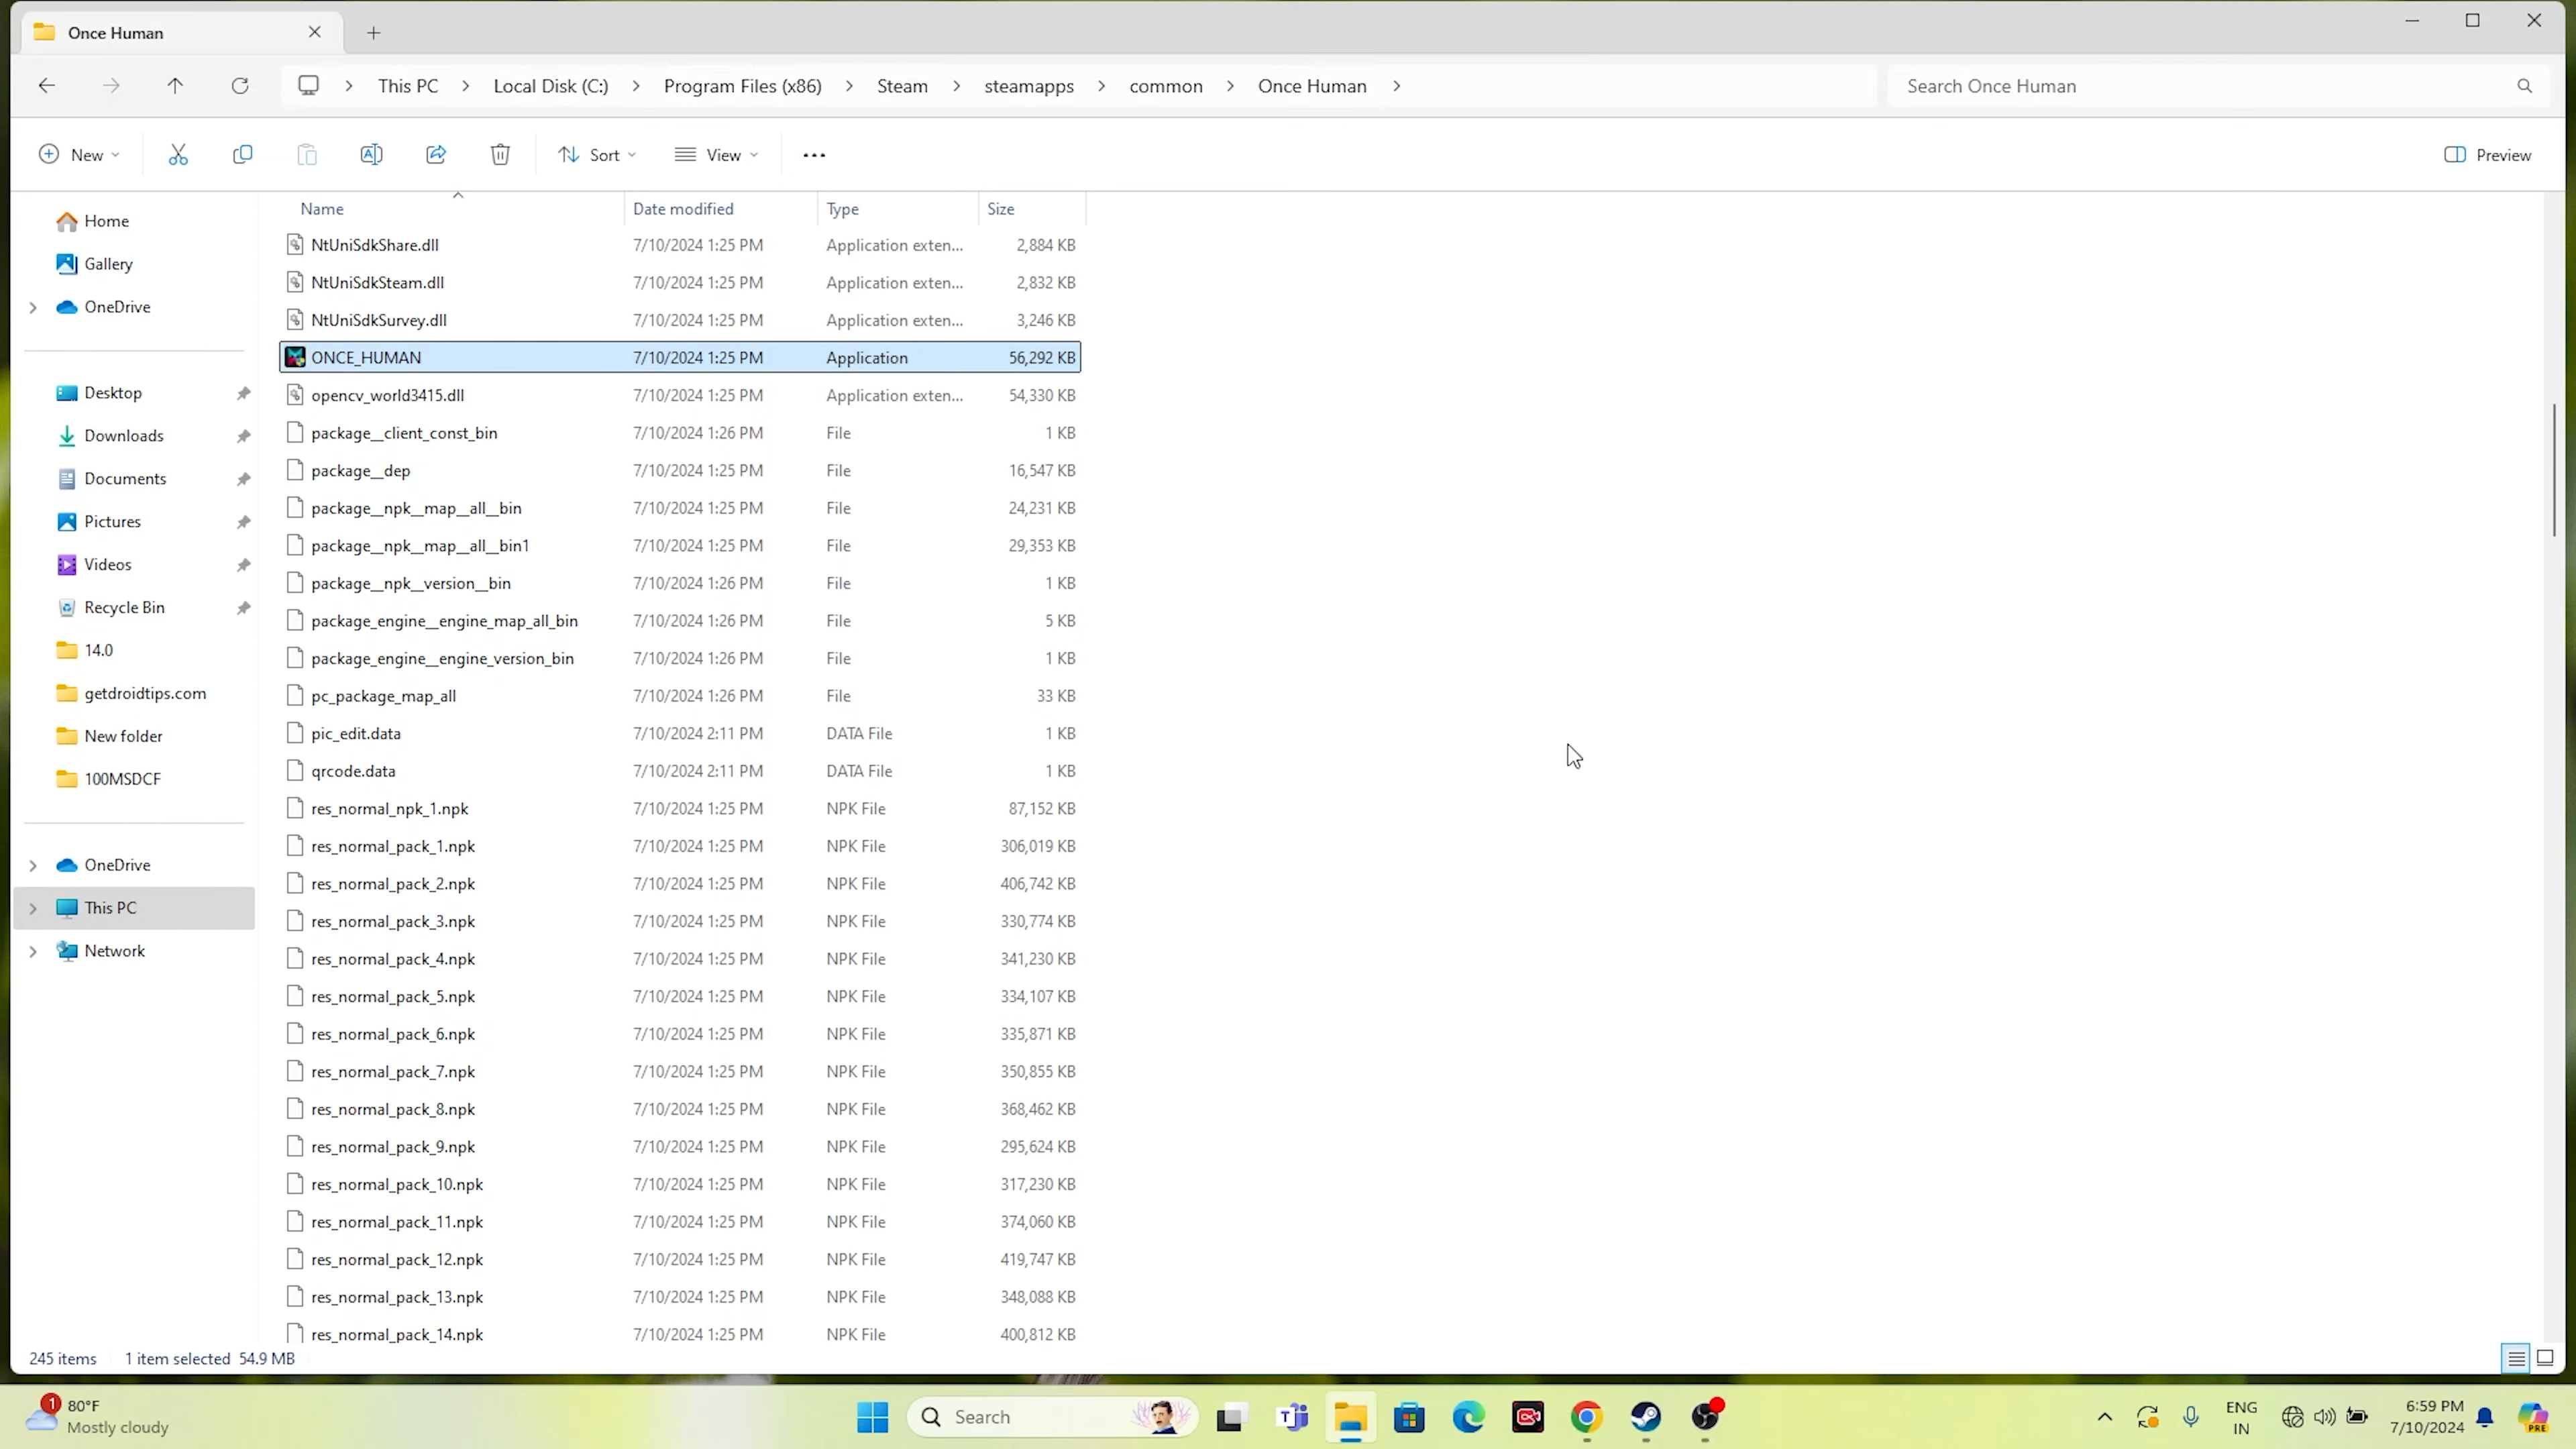 Once Human
This PC > Local Disk (C:) > Program Files (x86) > Steam > steamapps > common > Once Human >
Search Once Human
New
Sort
View
Preview
Name Date modified Type Size
Home
Gallery
OneDrive
Desktop
Downloads
Documents
Pictures
Videos
Recycle Bin
14.0
getdroidtips.com
New folder
100MSDCF
OneDrive
This PC
Network
NtUniSdkShare.dll 7/10/2024 1:25 PM Application exten... 2,884 KB
NtUniSdkSteam.dll 7/10/2024 1:25 PM Application exten... 2,832 KB
NtUniSdkSurvey.dll 7/10/2024 1:25 PM Application exten... 3,246 KB
ONCE_HUMAN 7/10/2024 1:25 PM Application 56,292 KB
opencv_world3415.dll 7/10/2024 1:25 PM Application exten... 54,330 KB
package__client_const_bin 7/10/2024 1:26 PM File 1 KB
package__dep 7/10/2024 1:25 PM File 16,547 KB
package__npk__map__all__bin 7/10/2024 1:25 PM File 24,231 KB
package__npk__map__all__bin1 7/10/2024 1:25 PM File 29,353 KB
package__npk__version__bin 7/10/2024 1:26 PM File 1 KB
package_engine__engine_map_all_bin 7/10/2024 1:26 PM File 5 KB
package_engine__engine_version_bin 7/10/2024 1:26 PM File 1 KB
pc_package_map_all 7/10/2024 1:26 PM File 33 KB
pic_edit.data 7/10/2024 2:11 PM DATA File 1 KB
qrcode.data 7/10/2024 2:11 PM DATA File 1 KB
res_normal_npk_1.npk 7/10/2024 1:25 PM NPK File 87,152 KB
res_normal_pack_1.npk 7/10/2024 1:25 PM NPK File 306,019 KB
res_normal_pack_2.npk 7/10/2024 1:25 PM NPK File 406,742 KB
res_normal_pack_3.npk 7/10/2024 1:25 PM NPK File 330,774 KB
res_normal_pack_4.npk 7/10/2024 1:25 PM NPK File 341,230 KB
res_normal_pack_5.npk 7/10/2024 1:25 PM NPK File 334,107 KB
res_normal_pack_6.npk 7/10/2024 1:25 PM NPK File 335,871 KB
res_normal_pack_7.npk 7/10/2024 1:25 PM NPK File 350,855 KB
res_normal_pack_8.npk 7/10/2024 1:25 PM NPK File 368,462 KB
res_normal_pack_9.npk 7/10/2024 1:25 PM NPK File 295,624 KB
res_normal_pack_10.npk 7/10/2024 1:25 PM NPK File 317,230 KB
res_normal_pack_11.npk 7/10/2024 1:25 PM NPK File 374,060 KB
res_normal_pack_12.npk 7/10/2024 1:25 PM NPK File 419,747 KB
res_normal_pack_13.npk 7/10/2024 1:25 PM NPK File 348,088 KB
res_normal_pack_14.npk 7/10/2024 1:25 PM NPK File 400,812 KB
245 items 1 item selected 54.9 MB
1
80°F
Mostly cloudy
Search
ENG
IN
6:59 PM
7/10/2024
PRE